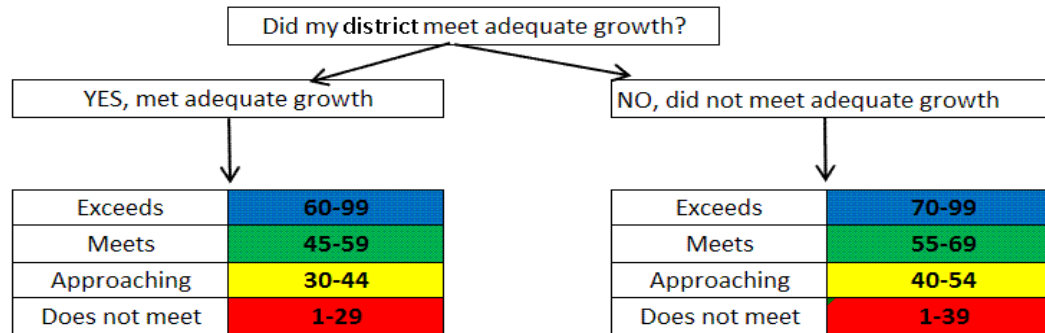 Did my district meet adequate growth?
YES, met adequate growth
NO, did not meet adequate growth
Exceeds 60-99
Meets 45-59
Approaching 30-44
Does not meet 1-29
Exceeds 70-99
Meets 55-69
Approaching 40-54
Does not meet 1-39